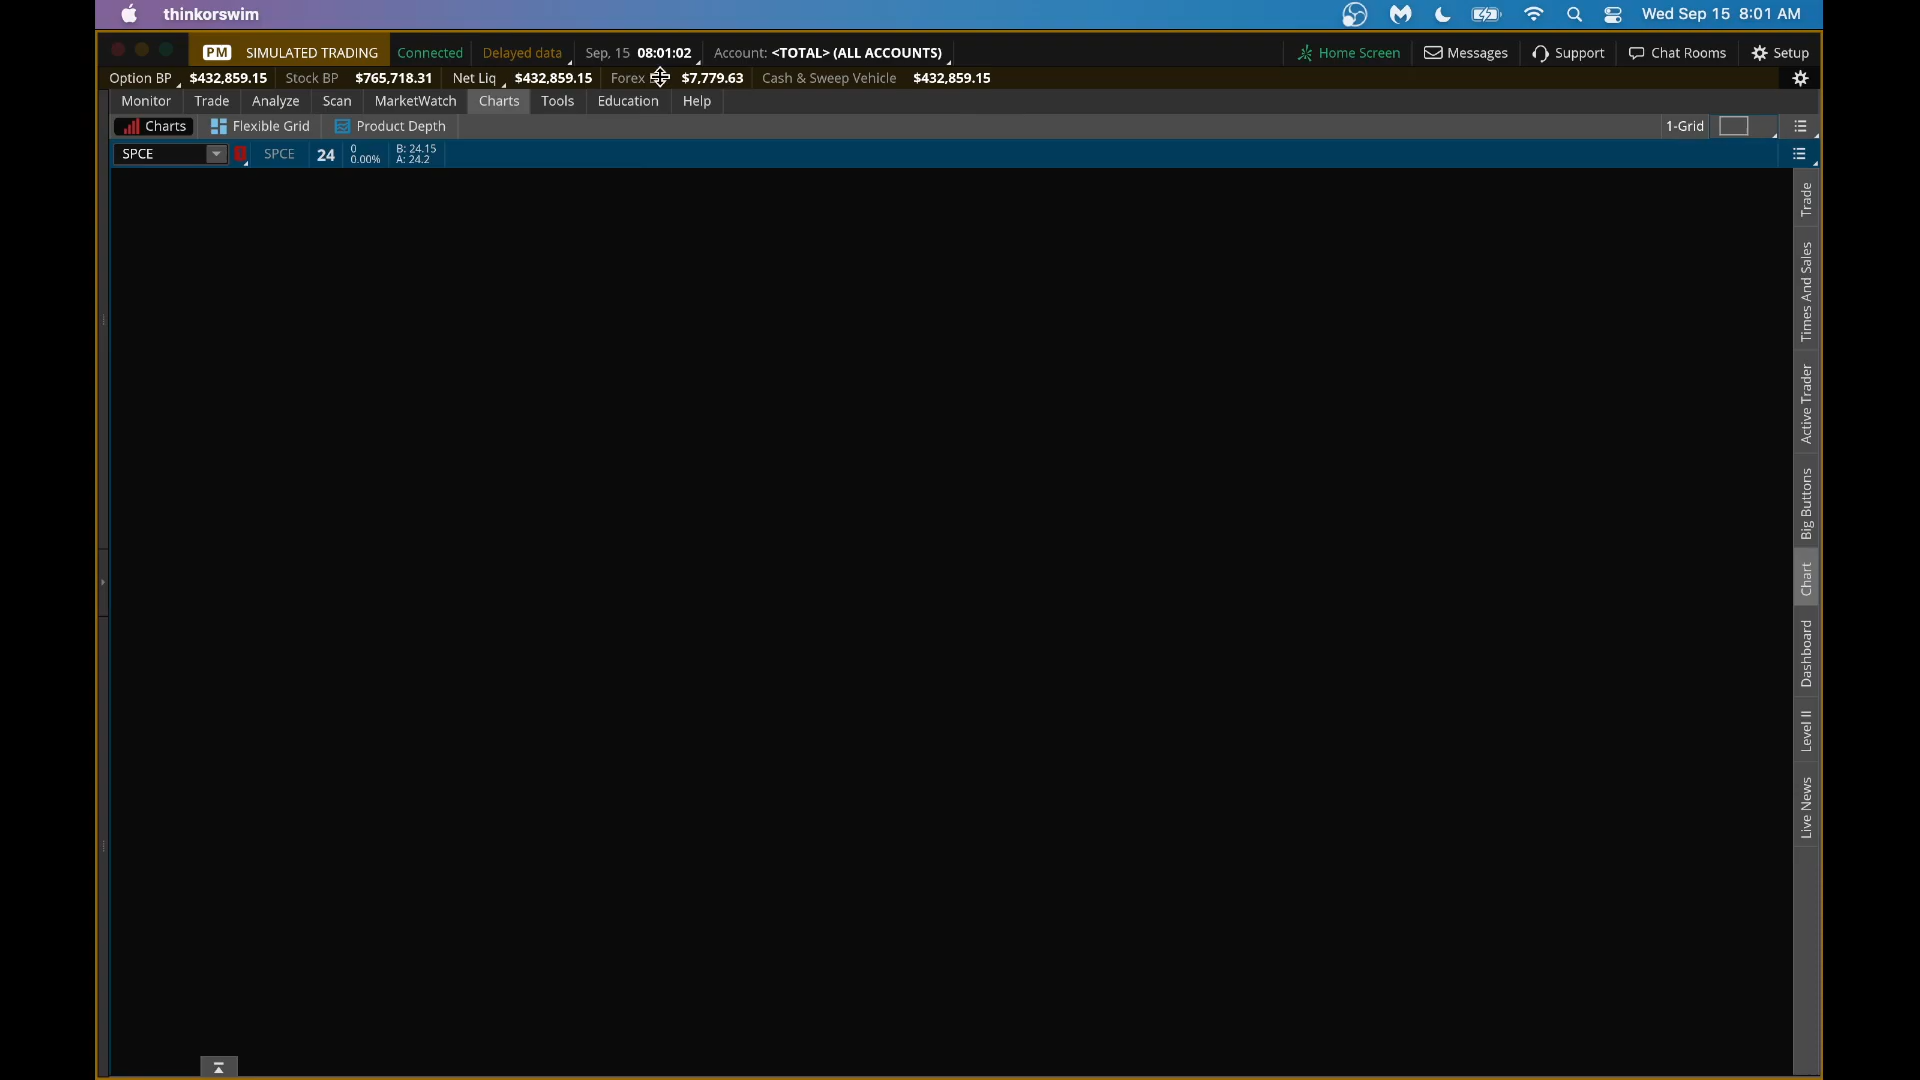 thinkorswim Wed Sep 15 8:01 AM
PM SIMULATED TRADING Connected Delayed data Sep, 15 08:01:02 Account: <TOTAL> (ALL ACCOUNTS) Home Screen Messages Support Chat Rooms Setup
Option BP $432,859.15 Stock BP $765,718.31 Net Liq $432,859.15 Forex $7,779.63 Cash & Sweep Vehicle $432,859.15
Monitor Trade Analyze Scan MarketWatch Charts Tools Education Help
Charts Flexible Grid Product Depth 1-Grid
SPCE SPCE 24 0 B: 24.15
0.00% A: 24.2
Trade
Times And Sales
Active Trader
Big Buttons
Chart
Dashboard
Level II
Live News